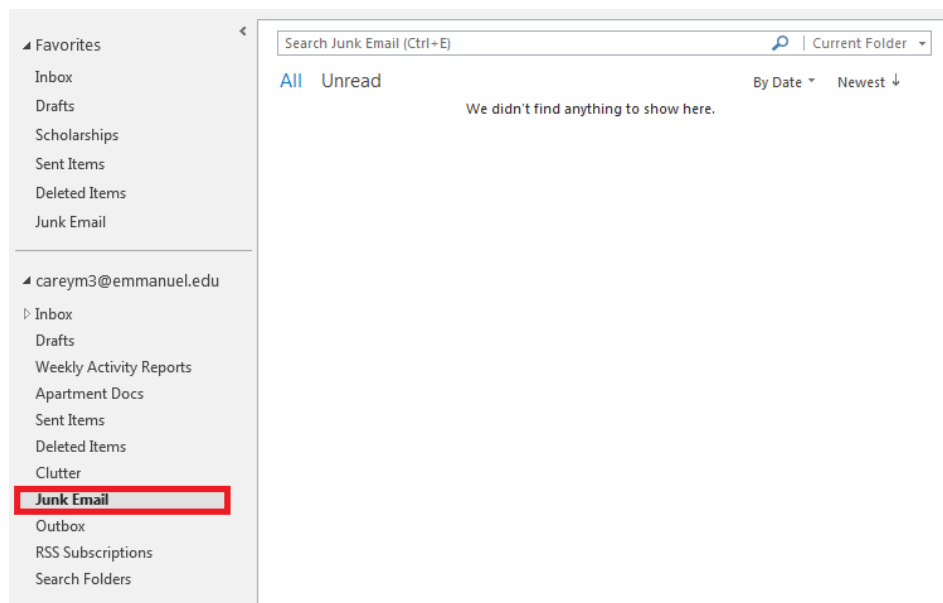 Favorites
Inbox
Drafts
Scholarships
Sent Items
Deleted Items
Junk Email
careym3@emmanuel.edu
Inbox
Drafts
Weekly Activity Reports
Apartment Docs
Sent Items
Deleted Items
Clutter
Junk Email
Outbox
RSS Subscriptions
Search Folders
Search Junk Email (Ctrl+E) Current Folder
All Unread By Date Newest
We didn't find anything to show here.